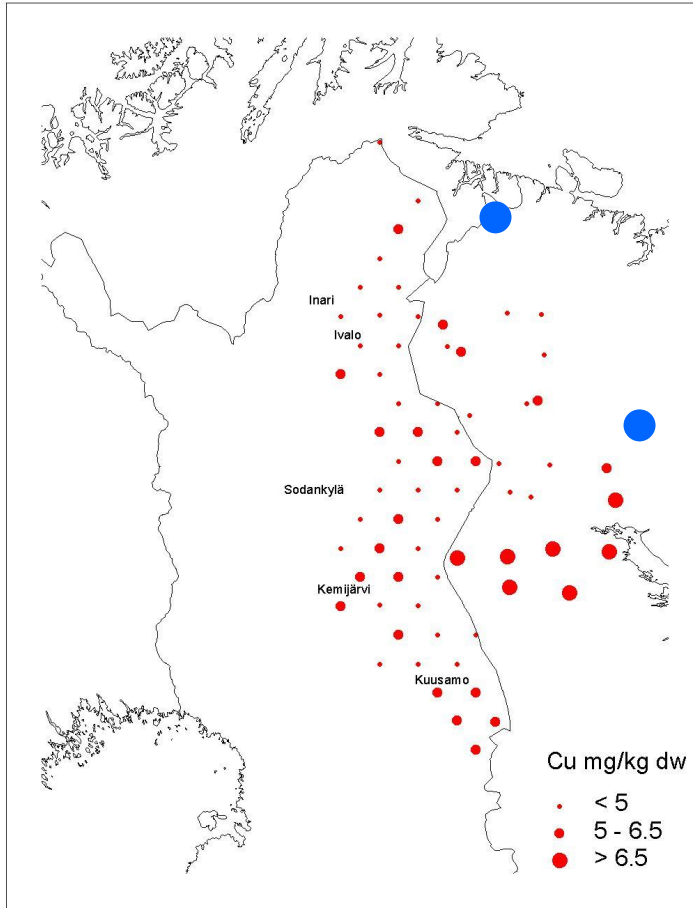 Inari
Ivalo
Sodankylä
Kemijärvi
Kuusamo
Cu mg/kg dw
< 5
5 - 6.5
> 6.5